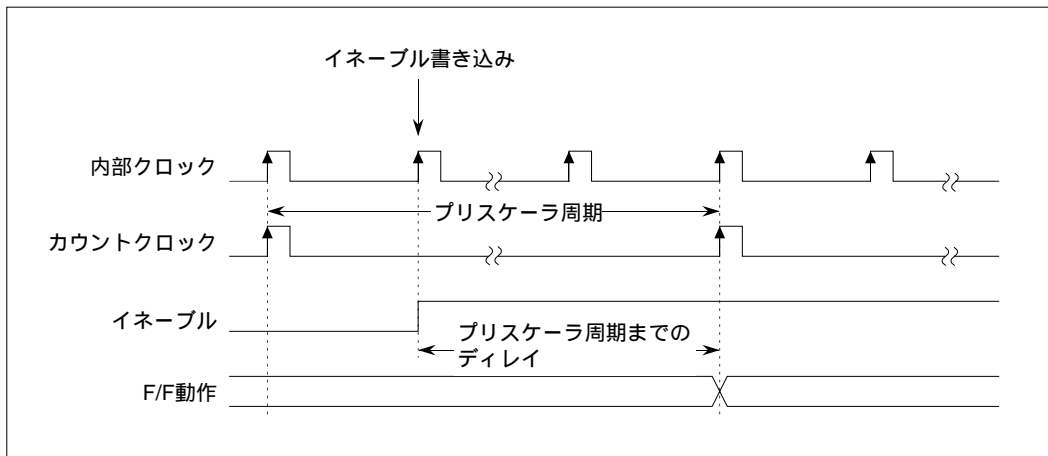 イネーブル書き込み
内部クロック
プリスケーラ周期
カウントクロック
イネーブル
プリスケーラ周期までの
ディレイ
F/F動作